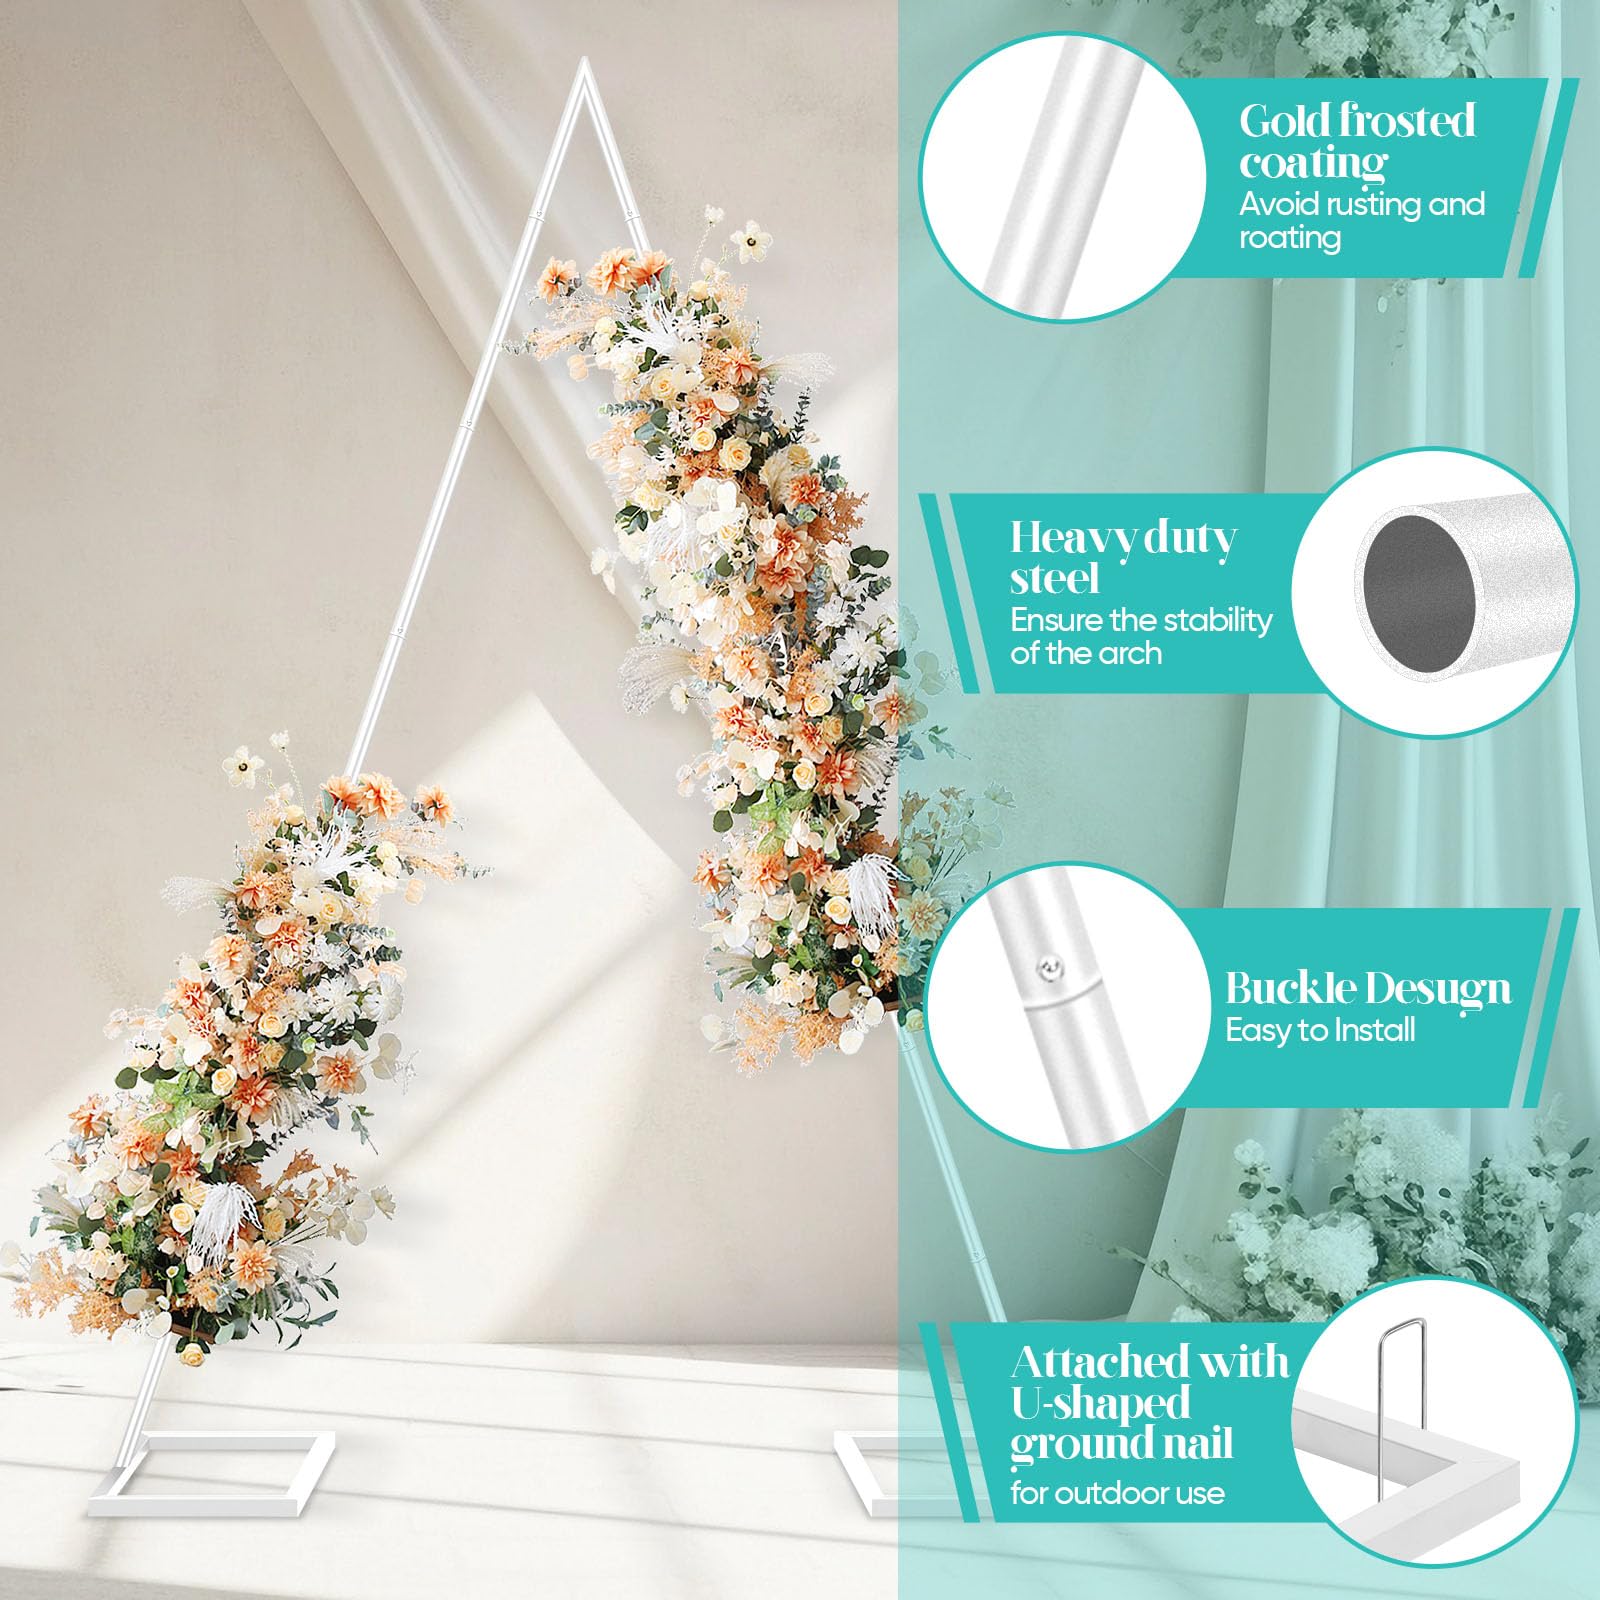 Gold frosted
coating
Avoid rusting and
roating
Heavy duty
steel
Ensure the stability
of the arch
Buckle Desugn
Easy to Install
Attached with
U-shaped
ground nail
for outdoor use